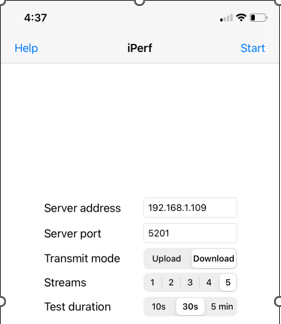 4:37
Help iPerf Start
Server address 192.168.1.109
Server port 5201
Transmit mode Upload Download
Streams 1 2 3 4 5
Test duration 10s 30s 5 min